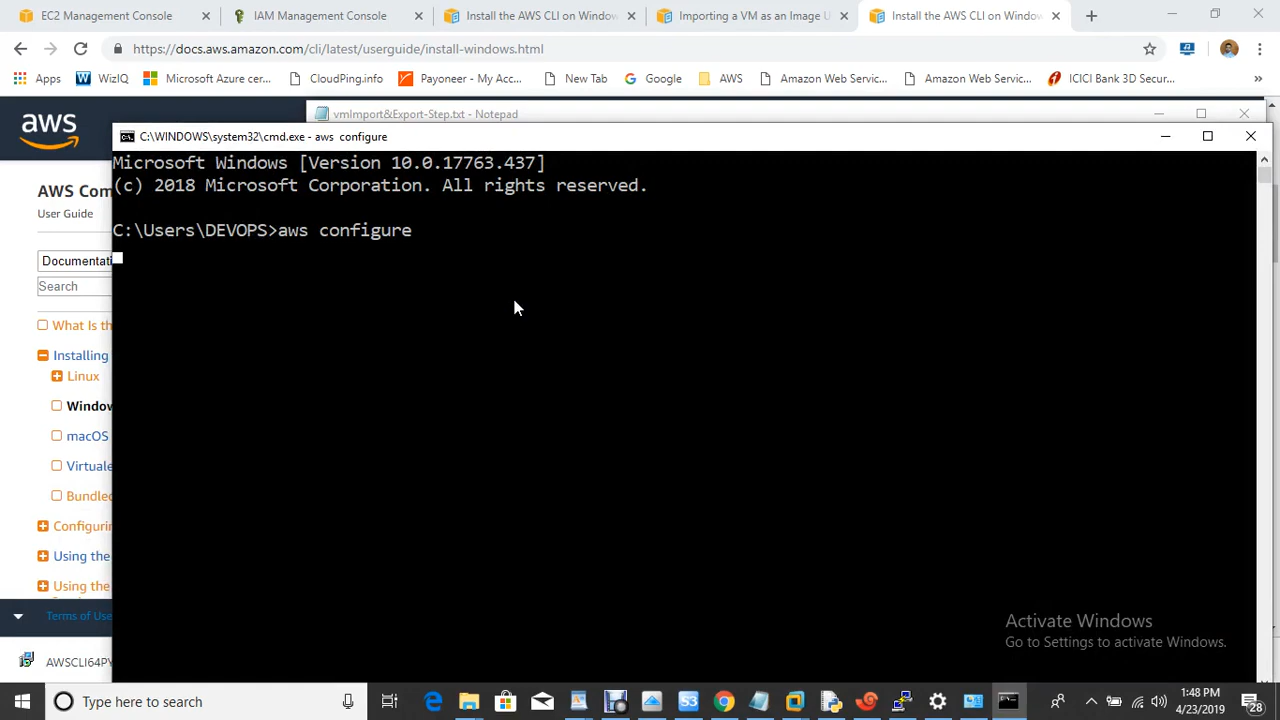 EC2 Management Console
IAM Management Console
Install the AWS CLI on Window
Importing a VM as an Image U
Install the AWS CLI on Window
https://docs.aws.amazon.com/cli/latest/userguide/install-windows.html
Apps
WizIQ
Microsoft Azure cer...
CloudPing.info
Payoneer - My Acc...
New Tab
Google
AWS
Amazon Web Servic...
Amazon Web Servic...
ICICI Bank 3D Secur...
»
aws
vmImport&Export-Step.txt - Notepad
C:\WINDOWS\system32\cmd.exe - aws configure
Microsoft Windows [Version 10.0.17763.437]
(c) 2018 Microsoft Corporation. All rights reserved.
C:\Users\DEVOPS>aws configure
AWS Com
User Guide
Documentati
Search
What Is th
Installing
Linux
Window
macOS
Virtuale
Bundled
Configurin
Using the
Using the
Terms of Use
AWSCLI64PY
Activate Windows
Go to Settings to activate Windows.
Type here to search
S3
1:48 PM
4/23/2019
28